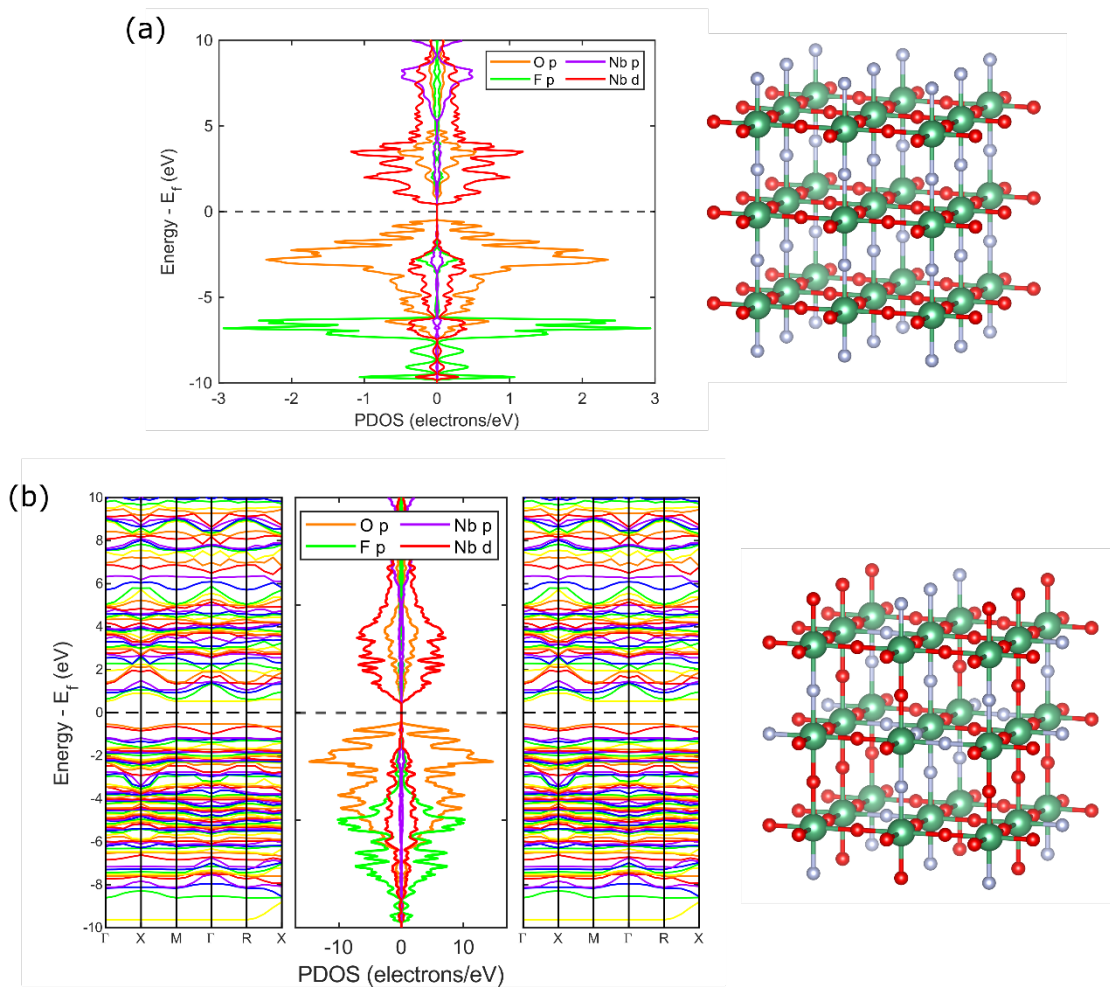 (a)
10
5
0
-5
-10
Energy - E_f (eV)
O p Nb p
F p Nb d
-3 -2 -1 0 1 2 3
PDOS (electrons/eV)
(b)
10
8
6
4
2
0
-2
-4
-6
-8
-10
Energy - E_f (eV)
O p Nb p
F p Nb d
Γ X M Γ R X
-10 0 10
Γ X M Γ R X
PDOS (electrons/eV)